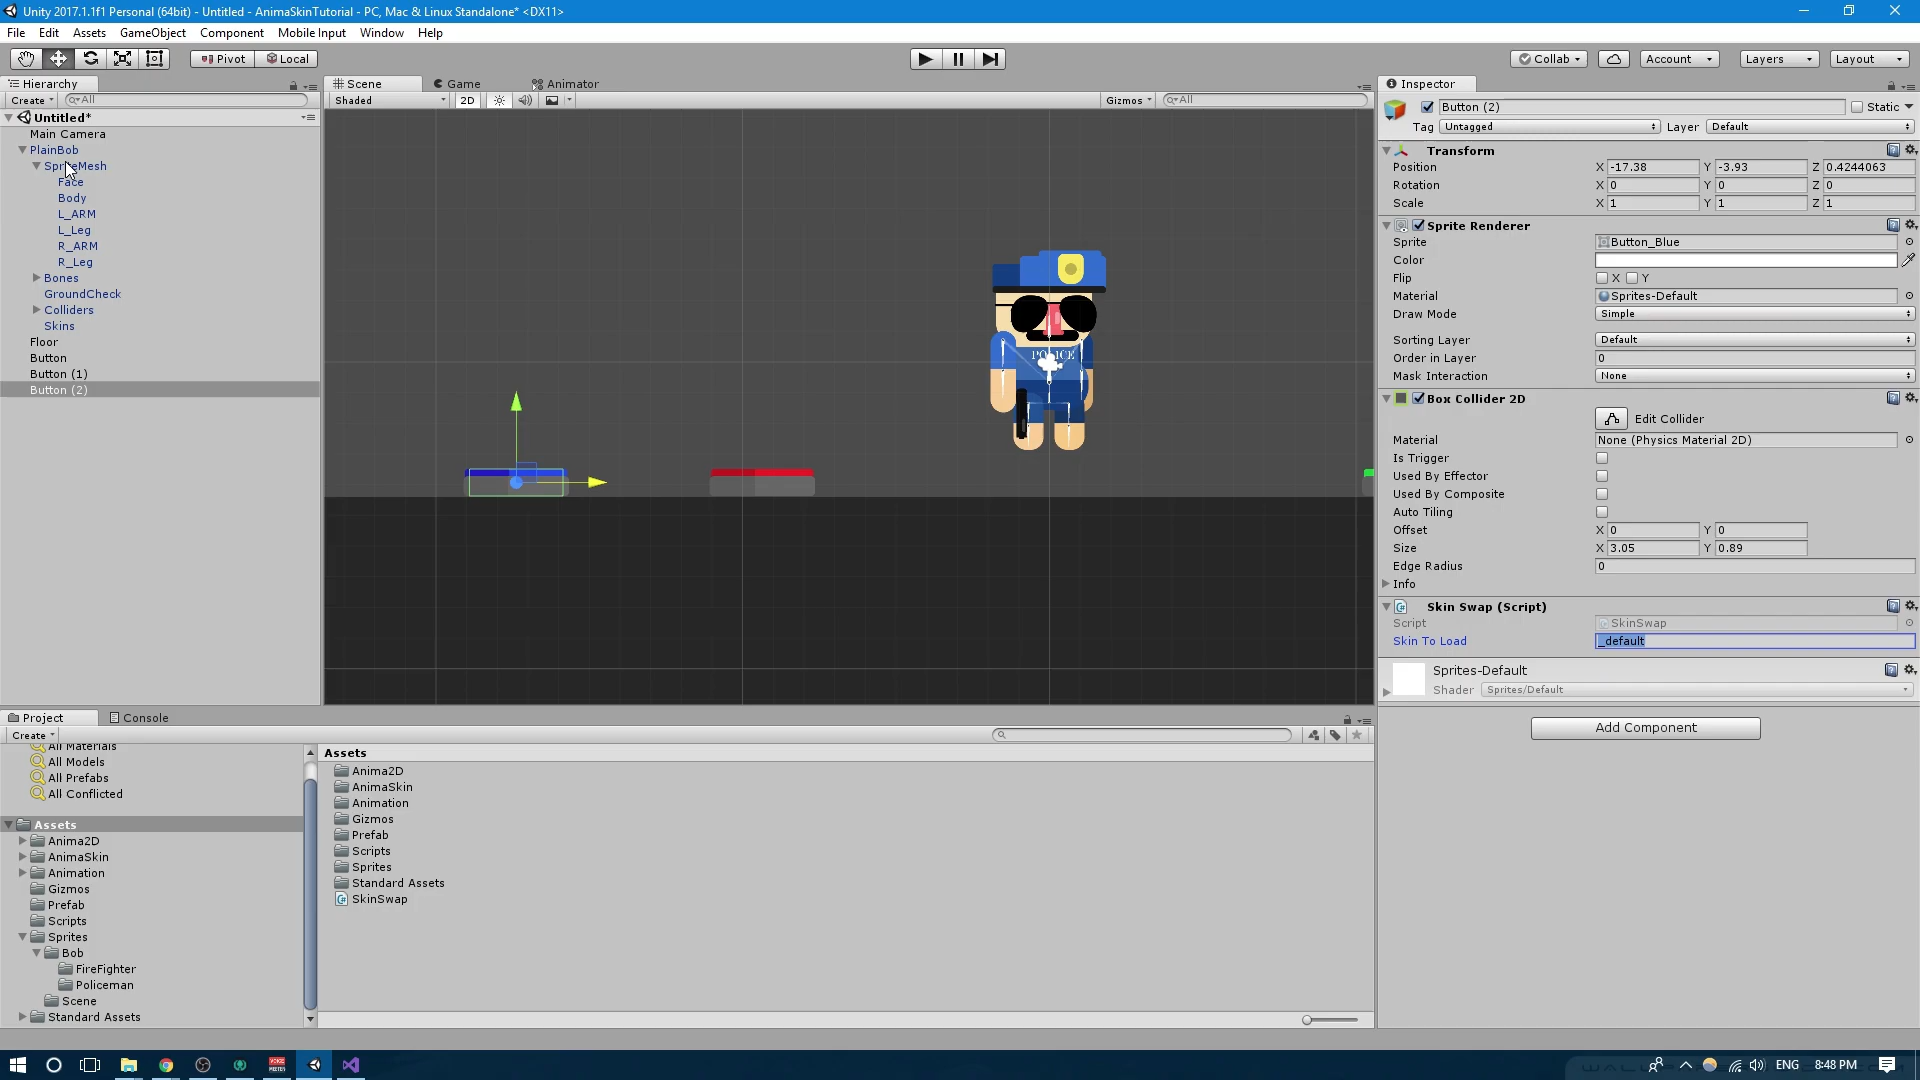 Unity 2017.1.1f1 Personal (64bit) - Untitled - AnimaSkinTutorial - PC, Mac & Linux Standalone* <DX11>
File Edit Assets GameObject Component Mobile Input Window Help
Pivot Local Collab Account Layers Layout
Hierarchy
Create All
Untitled*
Main Camera
PlainBob
SpriteMesh
Face
Body
L_ARM
L_Leg
R_ARM
R_Leg
Bones
GroundCheck
Colliders
Skins
Floor
Button
Button (1)
Button (2)
Scene Game Animator
Shaded 2D Gizmos All
POLICE
Inspector
Button (2) Static
Tag Untagged Layer Default
Transform
Position X -17.38 Y -3.93 Z 0.4244063
Rotation X 0 Y 0 Z 0
Scale X 1 Y 1 Z 1
Sprite Renderer
Sprite Button_Blue
Color
Flip X Y
Material Sprites-Default
Draw Mode Simple
Sorting Layer Default
Order in Layer 0
Mask Interaction None
Box Collider 2D
Edit Collider
Material None (Physics Material 2D)
Is Trigger
Used By Effector
Used By Composite
Auto Tiling
Offset X 0 Y 0
Size X 3.05 Y 0.89
Edge Radius 0
Info
Skin Swap (Script)
Script SkinSwap
Skin To Load _default
Sprites-Default
Shader Sprites/Default
Add Component
Project Console
Create
All Materials
All Models
All Prefabs
All Conflicted
Assets
Anima2D
AnimaSkin
Animation
Gizmos
Prefab
Scripts
Sprites
Bob
FireFighter
Policeman
Scene
Standard Assets
Assets
Anima2D
AnimaSkin
Animation
Gizmos
Prefab
Scripts
Sprites
Standard Assets
SkinSwap
ENG 8:48 PM